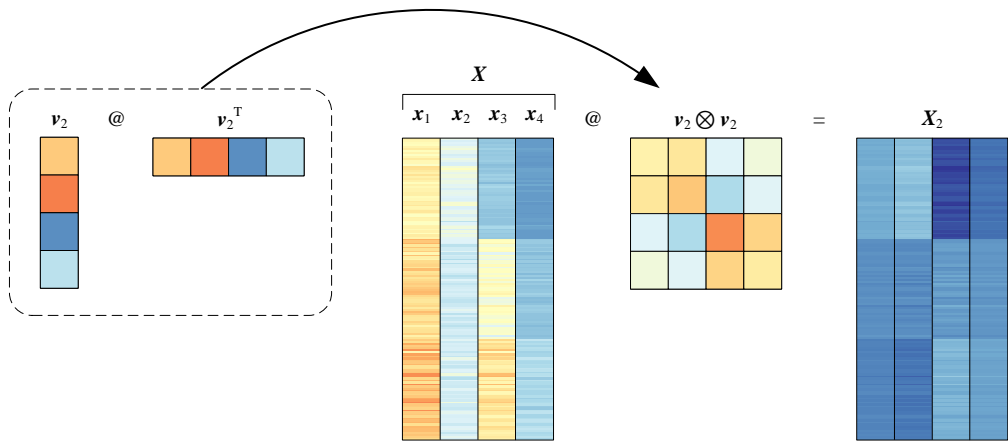 X
v₂ @ v₂ᵀ x₁ x₂ x₃ x₄ @ v₂ ⊗ v₂ = X₂